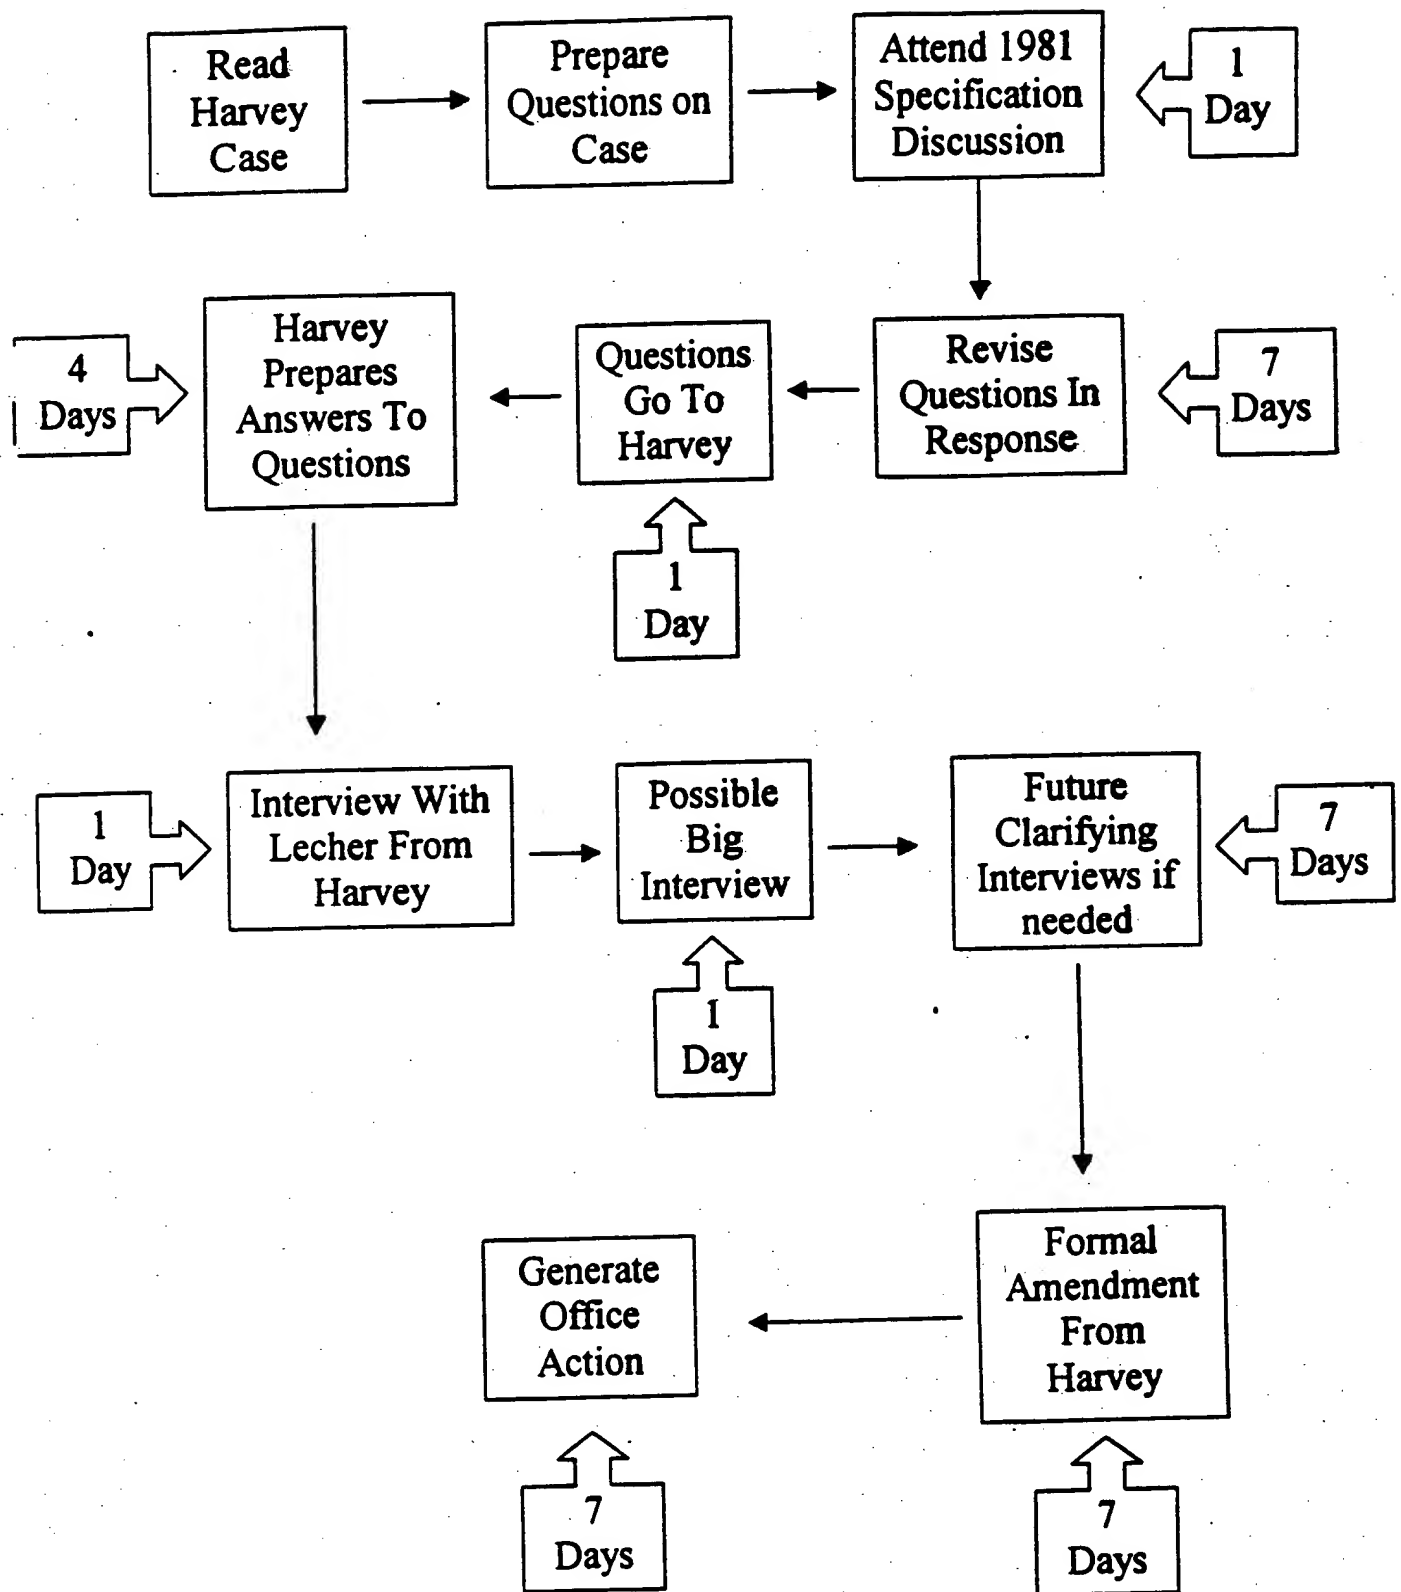 Read
Harvey
Case
Prepare
Questions on
Case
Attend 1981
Specification
Discussion
1
Day
4
Days
Harvey
Prepares
Answers To
Questions
Questions
Go To
Harvey
Revise
Questions In
Response
7
Days
1
Day
1
Day
Interview With
Lecher From
Harvey
Possible
Big
Interview
Future
Clarifying
Interviews if
needed
7
Days
1
Day
Generate
Office
Action
Formal
Amendment
From
Harvey
7
Days
7
Days